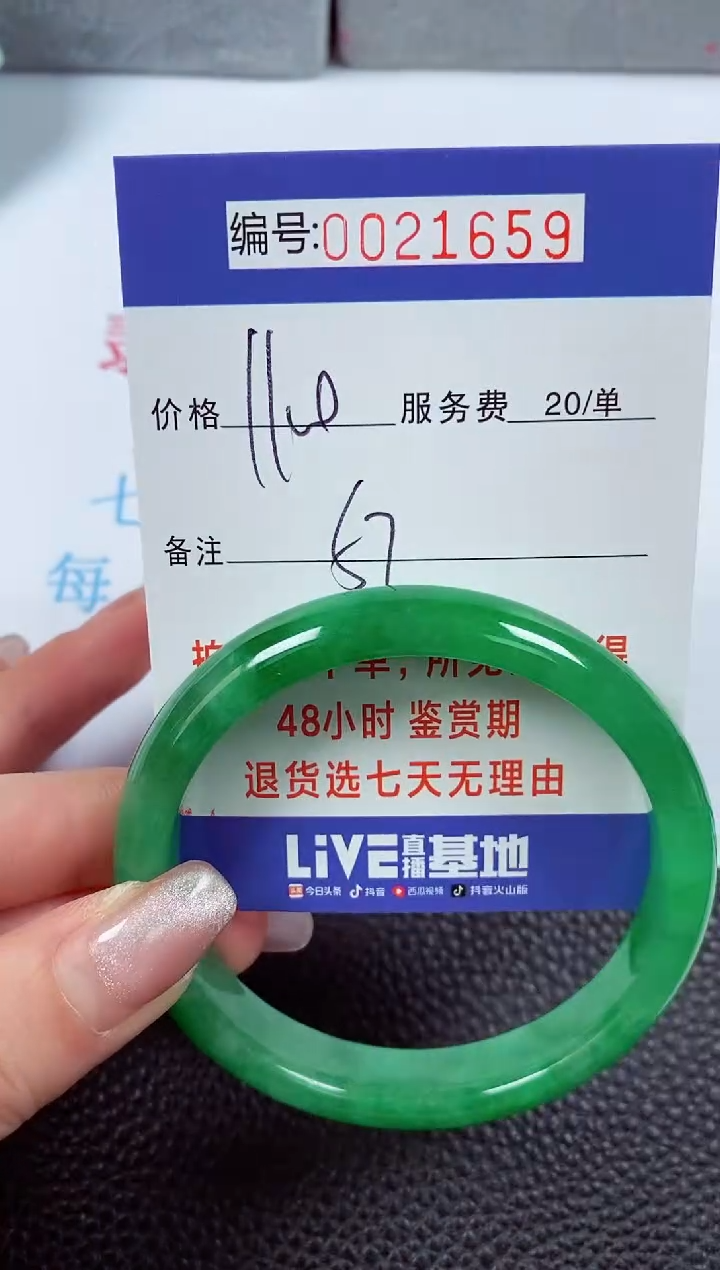 编号:0021659
价格 服务费 20/单
备注 57
48小时 鉴赏期
退货选七天无理由
LiVE直播基地
今日头条 抖音 西瓜视频 抖音火山版
七
每